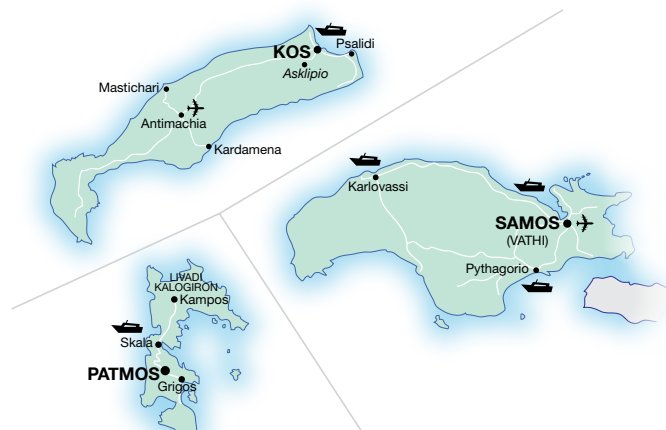 KOS
Psalidi
Asklipio
Mastichari
Antimachia
Kardamena
Karlovassi
SAMOS
(VATHI)
Pythagorio
LIVADI
KALOGIRON
Kampos
Skala
PATMOS
Grigos